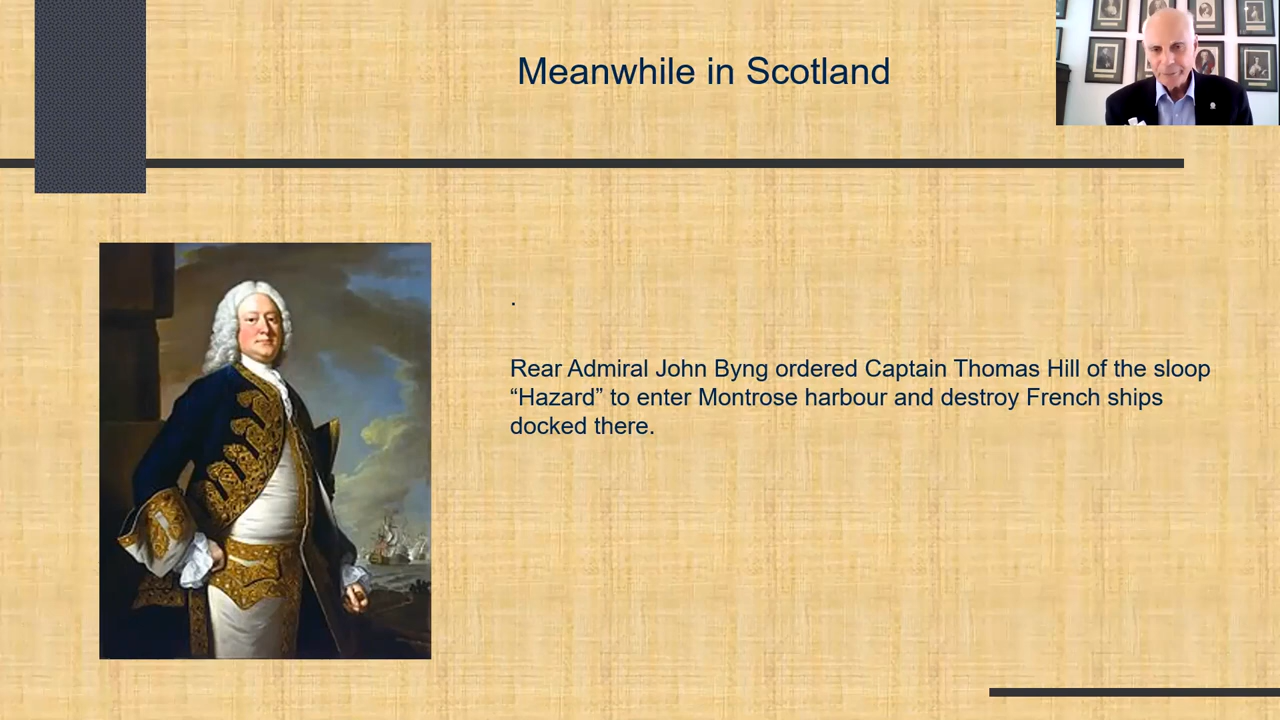 Meanwhile in Scotland
.
Rear Admiral John Byng ordered Captain Thomas Hill of the sloop
“Hazard” to enter Montrose harbour and destroy French ships
docked there.